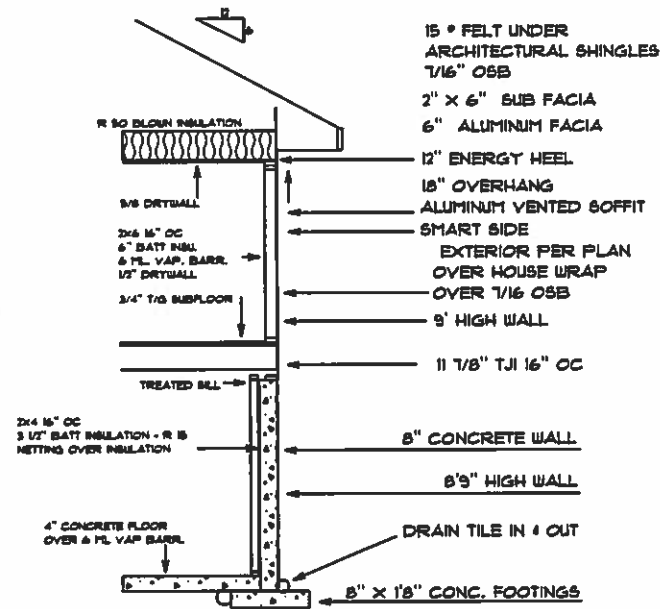 12
6
15 # FELT UNDER
ARCHITECTURAL SHINGLES
7/16" OSB
2" X 6" SUB FACIA
6" ALUMINUM FACIA
12" ENERGY HEEL
18" OVERHANG
ALUMINUM VENTED SOFFIT
SMART SIDE
EXTERIOR PER PLAN
OVER HOUSE WRAP
OVER 7/16 OSB
9' HIGH WALL
11 7/8" TJI 16" OC
8" CONCRETE WALL
8'9" HIGH WALL
DRAIN TILE IN & OUT
8" X 1'8" CONC. FOOTINGS
R 50 BLOWN INSULATION
5/8 DRYWALL
2X6 16" OC
6" BATT INSU.
6 ML. VAP. BARR.
1/2" DRYWALL
3/4" T/G SUBFLOOR
TREATED SILL
2X4 16" OC
3 1/2" BATT INSULATION - R 15
NETTING OVER INSULATION
4" CONCRETE FLOOR
OVER 6 ML VAP BARR.